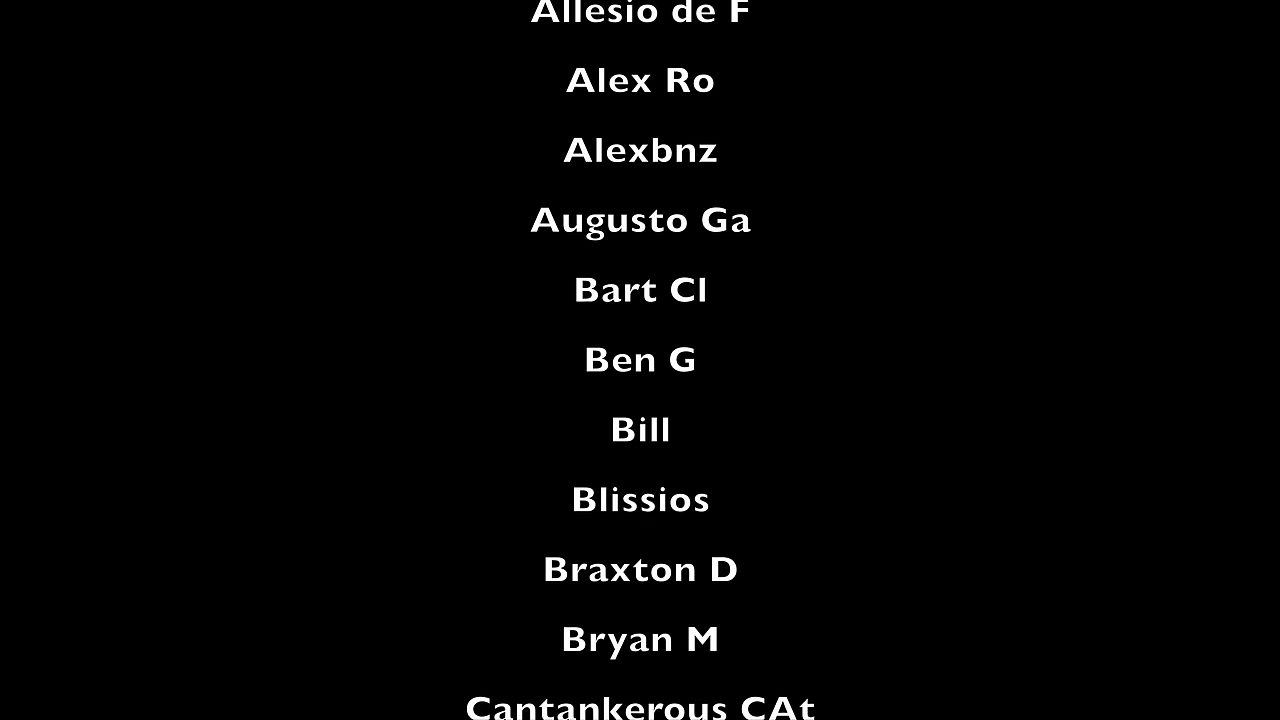 Allesio de F
Alex Ro
Alexbnz
Augusto Ga
Bart Cl
Ben G
Bill
Blissios
Braxton D
Bryan M
Cantankerous CAt